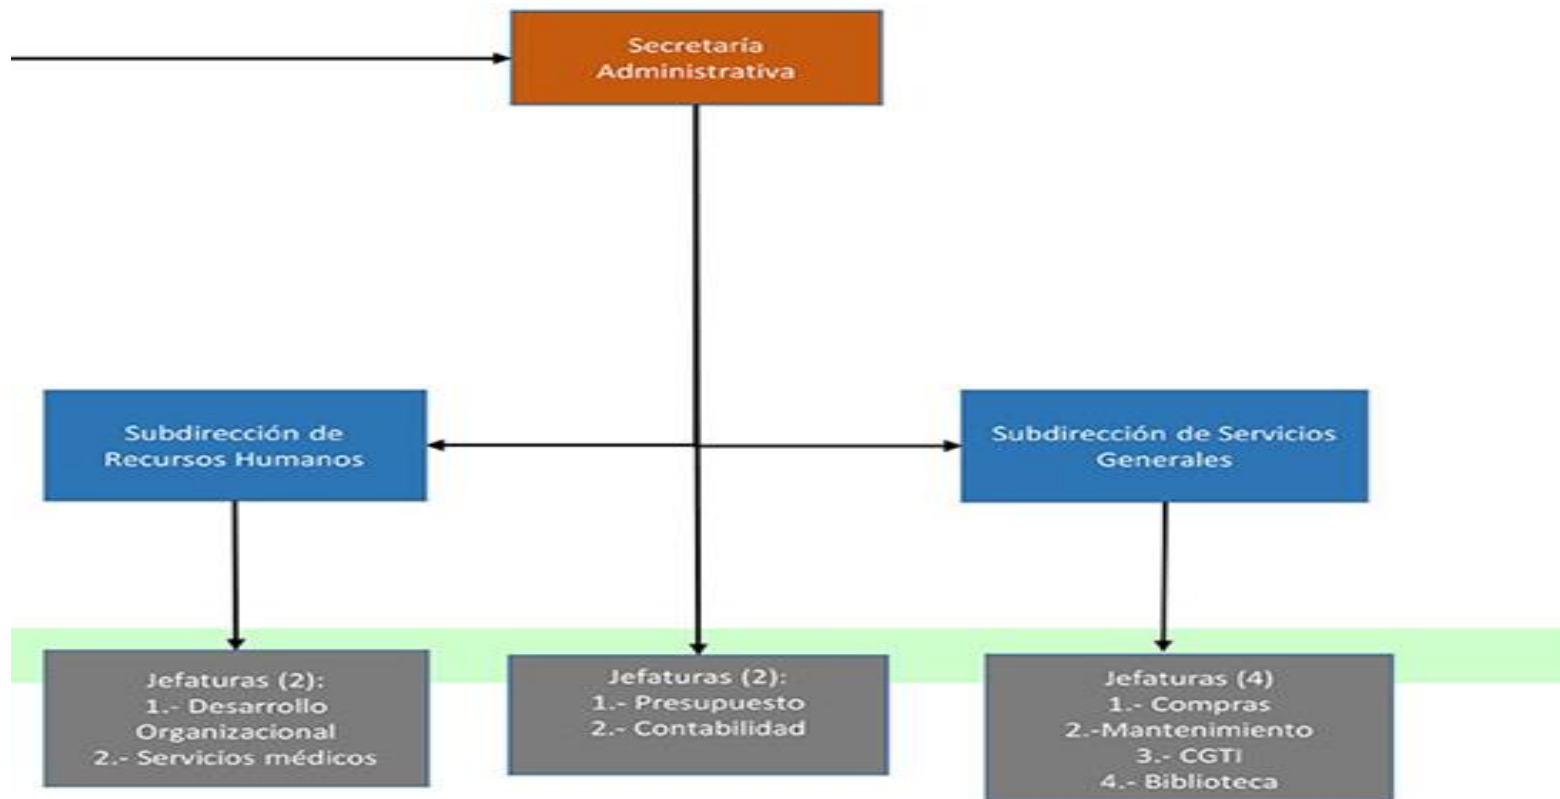 Secretaría
Administrativa
Subdirección de
Recursos Humanos
Subdirección de Servicios
Generales
Jefaturas (2):
1.- Desarrollo
Organizacional
2.- Servicios médicos
Jefaturas (2):
1.- Presupuesto
2.- Contabilidad
Jefaturas (4)
1.- Compras
2.-Mantenimiento
3.- CGTI
4.- Biblioteca